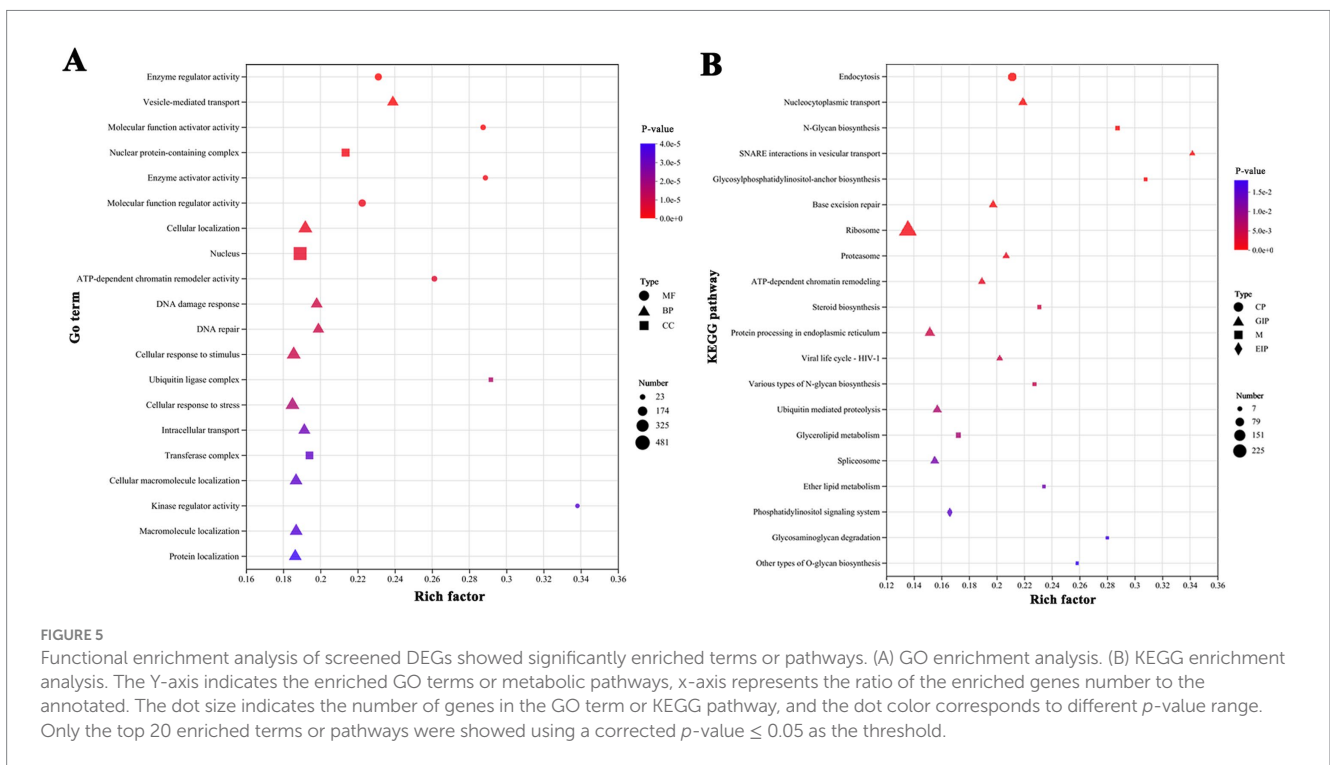 A
Enzyme regulator activity
Vesicle-mediated transport
Molecular function activator activity
Nuclear protein-containing complex
Enzyme activator activity
Molecular function regulator activity
Cellular localization
Nucleus
ATP-dependent chromatin remodeler activity
DNA damage response
DNA repair
Cellular response to stimulus
Ubiquitin ligase complex
Cellular response to stress
Intracellular transport
Transferase complex
Cellular macromolecule localization
Kinase regulator activity
Macromolecule localization
Protein localization
Go term
0.16 0.18 0.2 0.22 0.24 0.26 0.28 0.3 0.32 0.34 0.36
Rich factor
P-value
4.0e-5
3.0e-5
2.0e-5
1.0e-5
0.0e+0
Type
MF
BP
CC
Number
23
174
325
481
B
Endocytosis
Nucleocytoplasmic transport
N-Glycan biosynthesis
SNARE interactions in vesicular transport
Glycosylphosphatidylinositol-anchor biosynthesis
Base excision repair
Ribosome
Proteasome
ATP-dependent chromatin remodeling
Steroid biosynthesis
Protein processing in endoplasmic reticulum
Viral life cycle - HIV-1
Various types of N-glycan biosynthesis
Ubiquitin mediated proteolysis
Glycerolipid metabolism
Spliceosome
Ether lipid metabolism
Phosphatidylinositol signaling system
Glycosaminoglycan degradation
Other types of O-glycan biosynthesis
KEGG pathway
0.12 0.14 0.16 0.18 0.2 0.22 0.24 0.26 0.28 0.3 0.32 0.34 0.36
Rich factor
P-value
1.5e-2
1.0e-2
5.0e-3
0.0e+0
Type
CP
GIP
M
EIP
Number
7
79
151
225
FIGURE 5
Functional enrichment analysis of screened DEGs showed significantly enriched terms or pathways. (A) GO enrichment analysis. (B) KEGG enrichment
analysis. The Y-axis indicates the enriched GO terms or metabolic pathways, x-axis represents the ratio of the enriched genes number to the
annotated. The dot size indicates the number of genes in the GO term or KEGG pathway, and the dot color corresponds to different p-value range.
Only the top 20 enriched terms or pathways were showed using a corrected p-value ≤ 0.05 as the threshold.